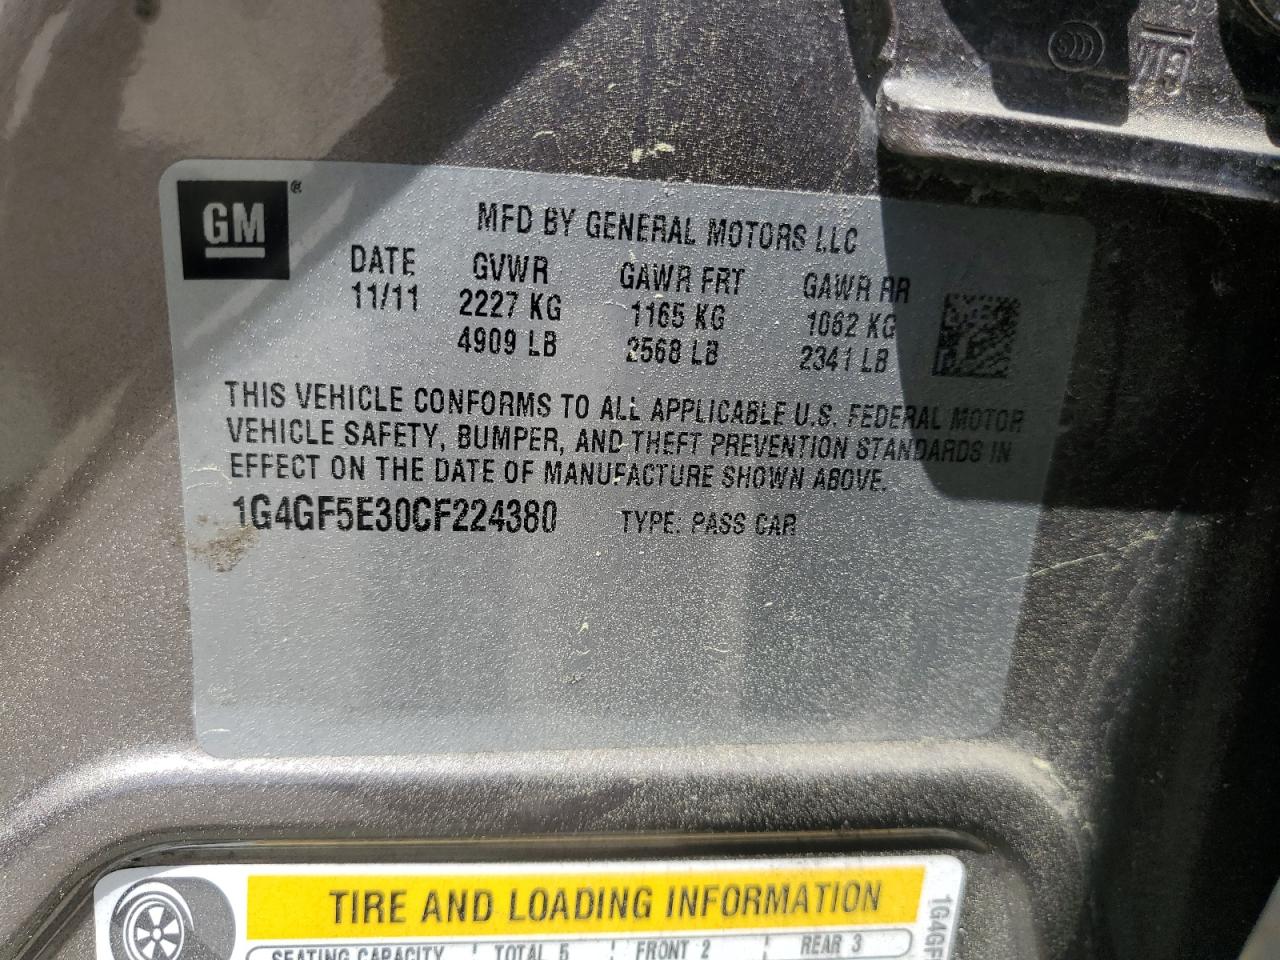 GM®
MFD BY GENERAL MOTORS LLC
DATE GVWR GAWR FRT GAWR RR
11/11 2227 KG 1165 KG 1062 KG
4909 LB 2568 LB 2341 LB
THIS VEHICLE CONFORMS TO ALL APPLICABLE U.S. FEDERAL MOTOR
VEHICLE SAFETY, BUMPER, AND THEFT PREVENTION STANDARDS IN
EFFECT ON THE DATE OF MANUFACTURE SHOWN ABOVE.
1G4GF5E30CF224380 TYPE: PASS CAR
TIRE AND LOADING INFORMATION
SEATING CAPACITY TOTAL 5 FRONT 2 REAR 3